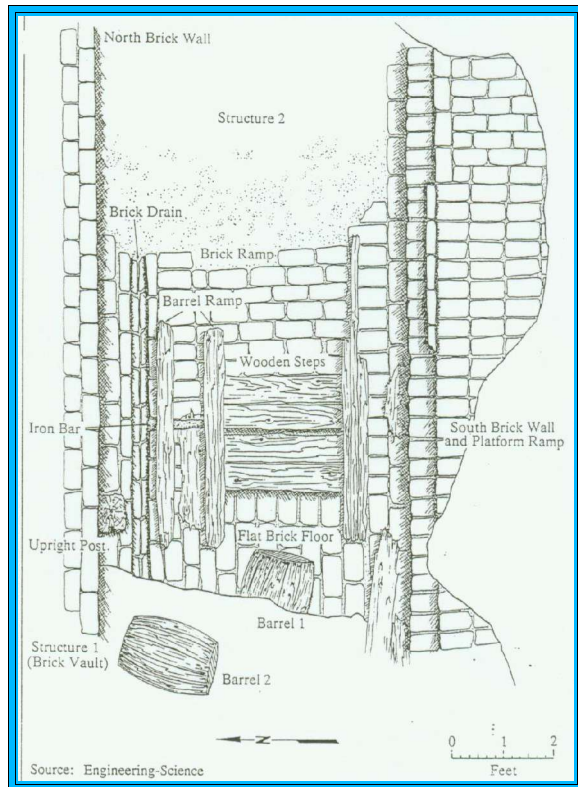 North Brick Wall
Structure 2
Brick Drain
Brick Ramp
Barrel Ramp
Wooden Steps
Iron Bar
South Brick Wall
and Platform Ramp
Upright Post.
Flat Brick Floor
Barrel 1
Structure 1
(Brick Vault)
Barrel 2
N
0 1 2
Feet
Source: Engineering-Science